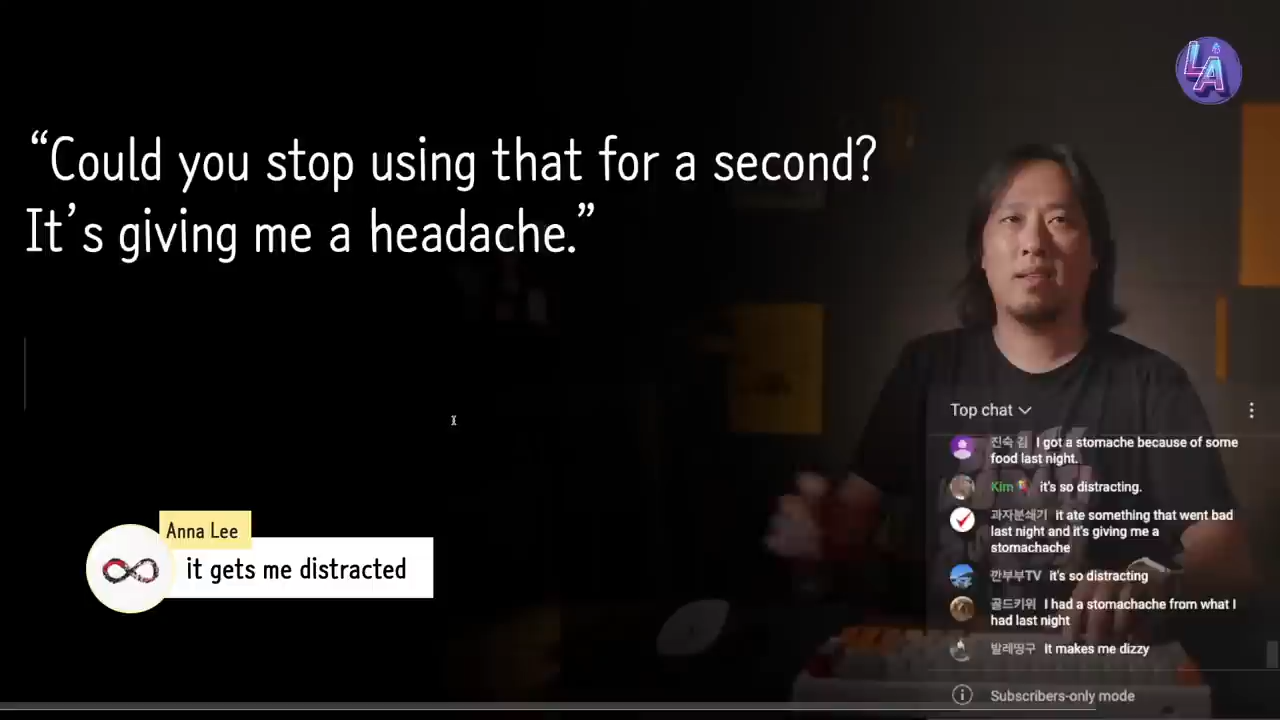 LA
“Could you stop using that for a second?
It’s giving me a headache.”
Top chat
진숙 김 I got a stomache because of some
food last night.
Kim it's so distracting.
과자분쇄기 it ate something that went bad
last night and it's giving me a
stomachache
깐부부TV it's so distracting
골드키위 I had a stomachache from what I
had last night
발레띵구 It makes me dizzy
Subscribers-only mode
Anna Lee
it gets me distracted